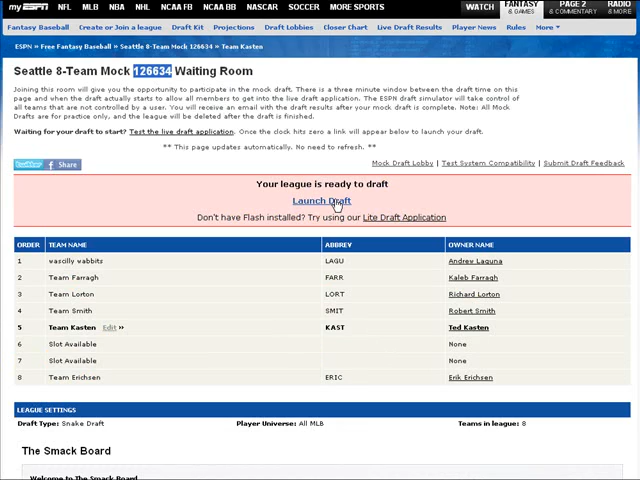 myESPN NFL MLB NBA NHL NCAA FB NCAA BB NASCAR SOCCER MORE SPORTS WATCH FANTASY & GAMES PAGE 2 & COMMENTARY RADIO & MORE
Fantasy Baseball Create or Join a league Draft Kit Projections Draft Lobbies Closer Chart Live Draft Results Player News Rules More
ESPN » Free Fantasy Baseball » Seattle 8-Team Mock 126634 » Team Kasten
Seattle 8-Team Mock 126634 Waiting Room
Joining this room will give you the opportunity to participate in the mock draft. There is a three minute window between the draft time on this
page and when the draft actually starts to allow all members to get into the live draft application. The ESPN draft simulator will take control
of all teams that are not controlled by a user. You will receive an email with draft results after your mock draft is complete. Note: All Mock
Drafts are for practice only, and the league will be deleted after the draft is finished.
Waiting for your draft to start? Test the live draft application. Once the clock hits zero a link will appear below to launch your draft.
** This page updates automatically. No need to refresh. **
Share Mock Draft Lobby | Test System Compatibility | Submit Draft Feedback
Your league is ready to draft
Launch Draft
Don't have Flash installed? Try using our Lite Draft Application
ORDER TEAM NAME ABBREV OWNER NAME
1 wascilly wabbits LAGU Andrew Laguna
2 Team Farragh FARR Kaleb Farragh
3 Team Lorton LORT Richard Lorton
4 Team Smith SMIT Robert Smith
5 Team Kasten Edit »» KAST Ted Kasten
6 Slot Available None
7 Slot Available None
8 Team Erichsen ERIC Erik Erichsen
LEAGUE SETTINGS
Draft Type: Snake Draft Player Universe: All MLB Teams in league: 8
The Smack Board
Welcome to The Smack Board